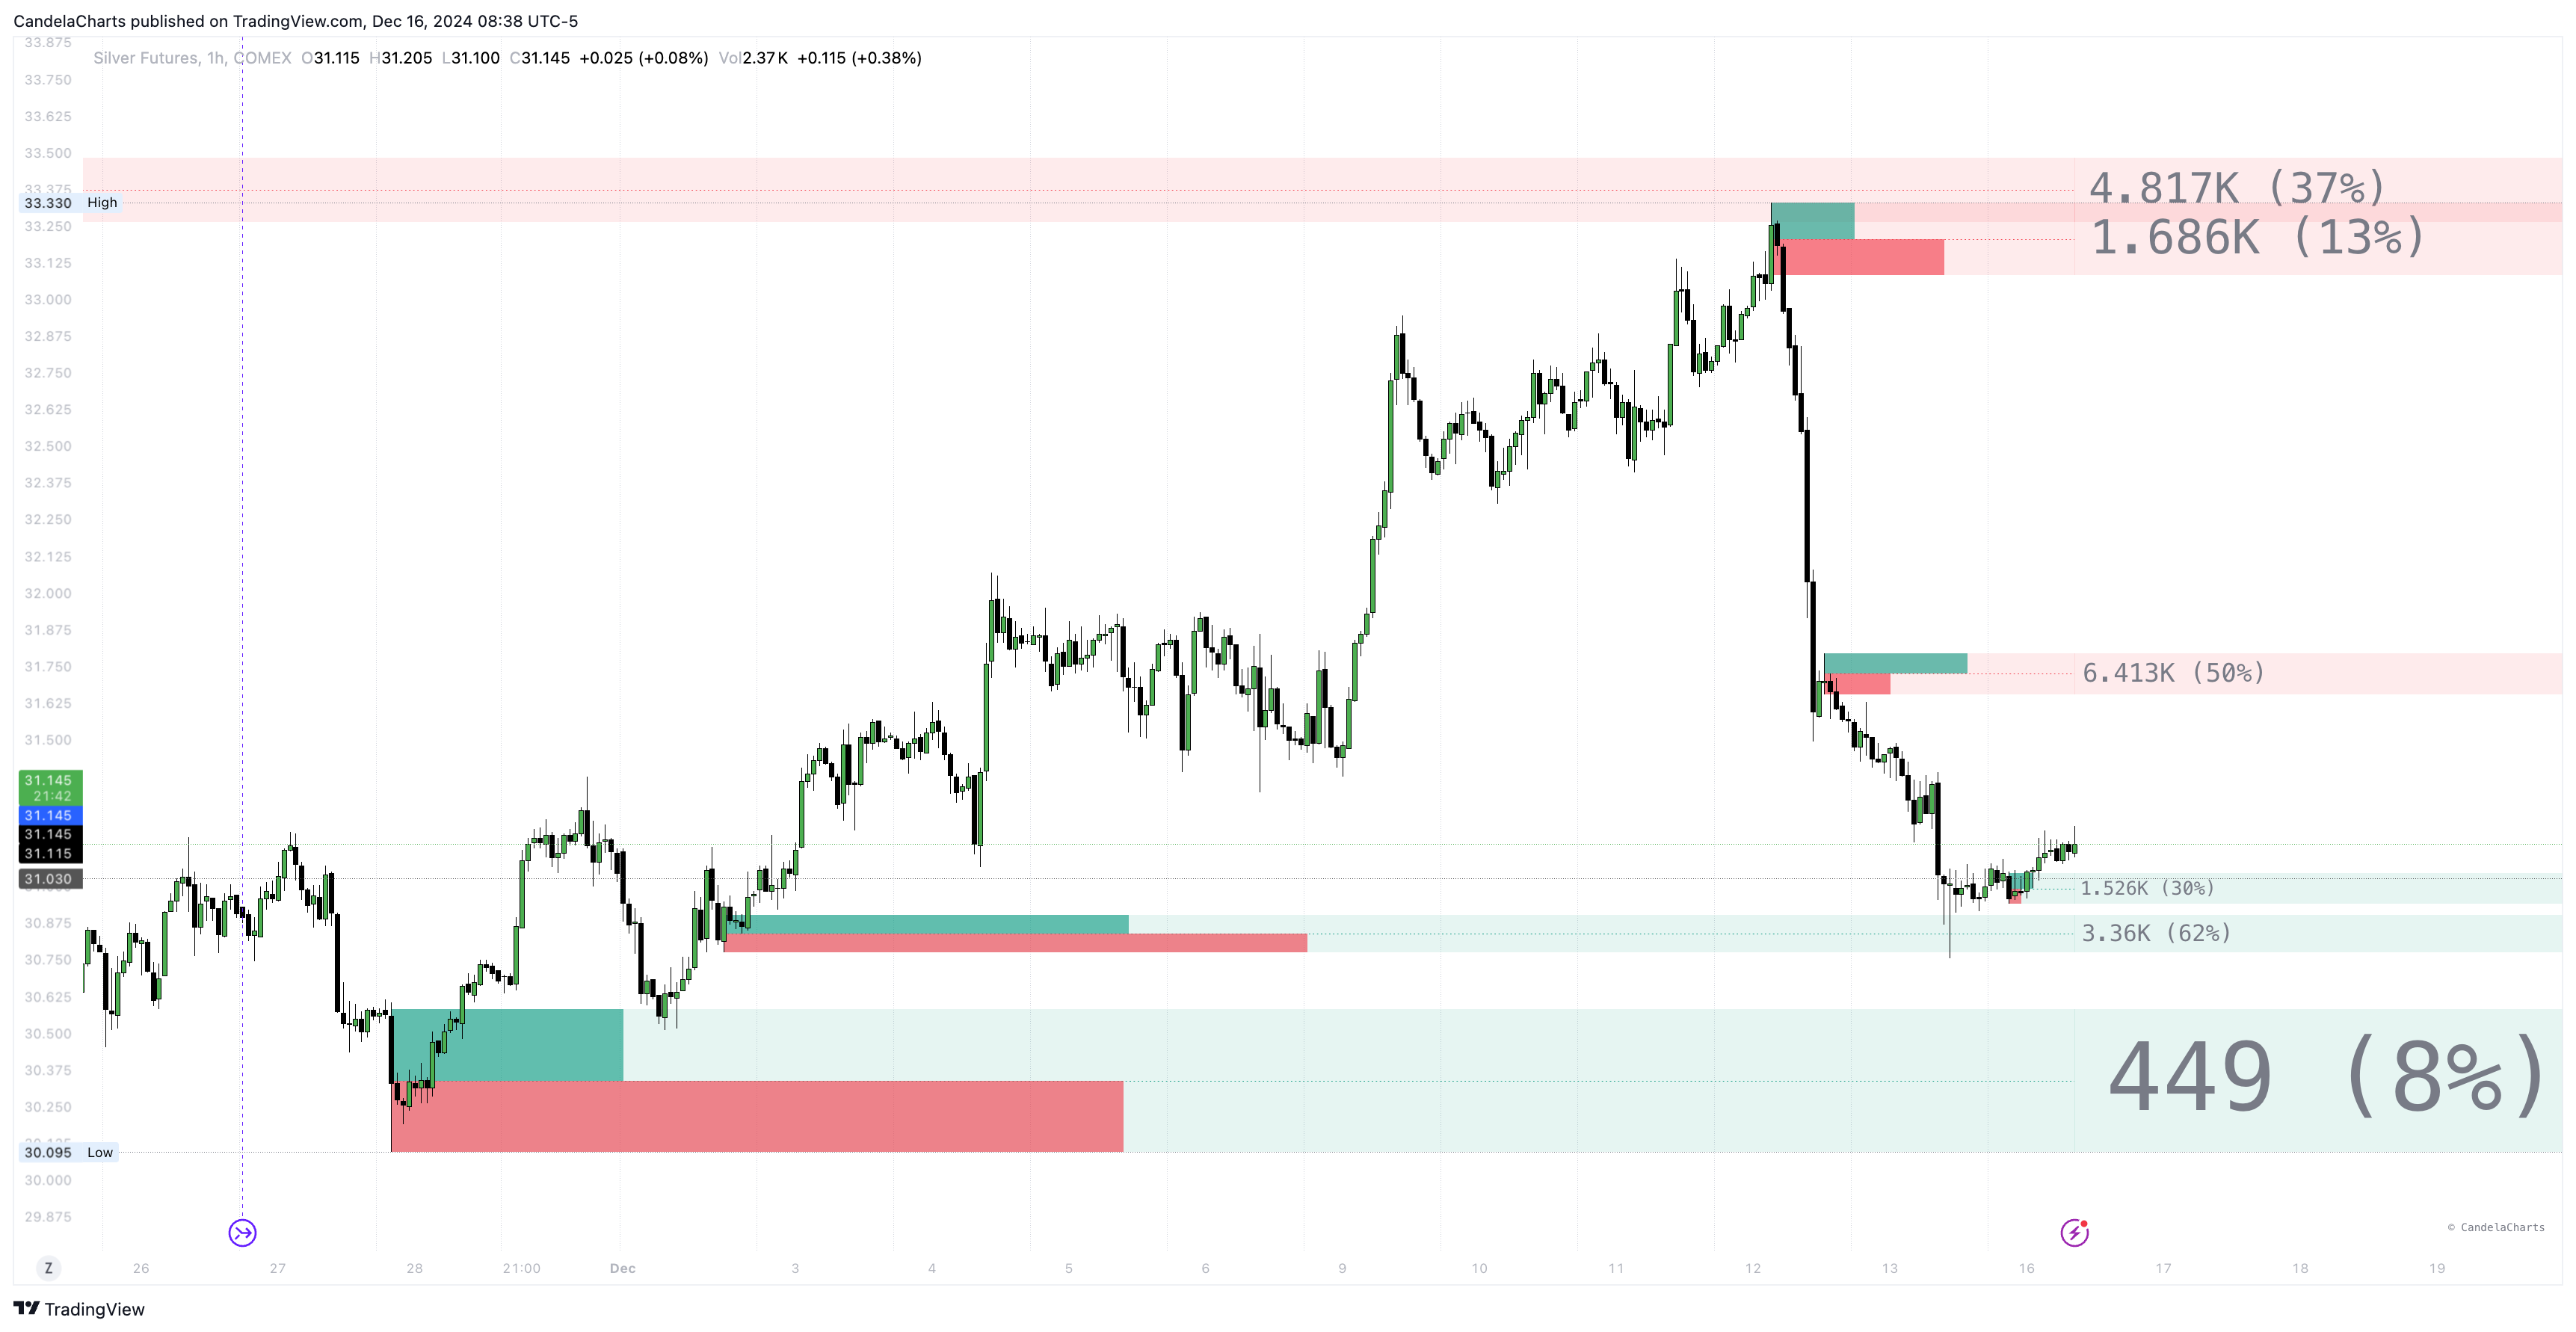 CandelaCharts published on TradingView.com, Dec 16, 2024 08:38 UTC-5
33.875
Silver Futures, 1h, COMEX O31.115 H31.205 L31.100 C31.145 +0.025 (+0.08%) Vol2.37K +0.115 (+0.38%)
33.750
33.625
33.500
33.375
4.817K (37%)
33.330 High
33.250
1.686K (13%)
33.125
33.000
32.875
32.750
32.625
32.500
32.375
32.250
32.125
32.000
31.875
31.750
6.413K (50%)
31.625
31.500
31.145
21:42
31.145
31.145
31.115
31.030
1.526K (30%)
30.875
3.36K (62%)
30.750
30.625
30.500
30.375
449 (8%)
30.250
30.095 Low
30.000
29.875
© CandelaCharts
Z 26 27 28 21:00 Dec 3 4 5 6 9 10 11 12 13 16 17 18 19
TradingView